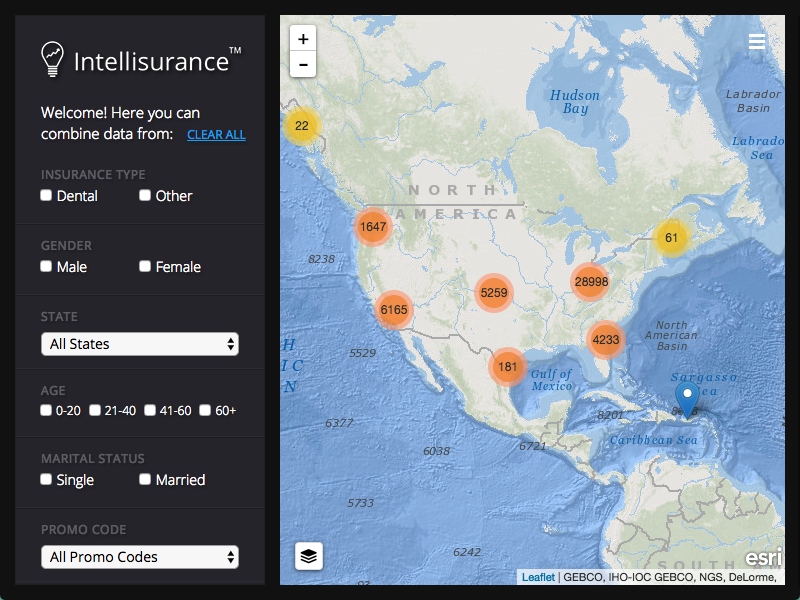 Intellisurance™
Welcome! Here you can
combine data from: CLEAR ALL
INSURANCE TYPE
Dental Other
GENDER
Male Female
STATE
All States
AGE
0-20 21-40 41-60 60+
MARITAL STATUS
Single Married
PROMO CODE
All Promo Codes
+
−
Hudson
Bay
Labrador
Basin
Labrado
Sea
22
NORTH
AMERICA
1647
61
8238
5259
28998
6165
4233
North
American
Basin
5529
181
Gulf of
Mexico
Sargasso
8201
6377
Caribbean Sea
6721
6038
5733
6242
SOUTH AM
esri
Leaflet | GEBCO, IHO-IOC GEBCO, NGS, DeLorme,